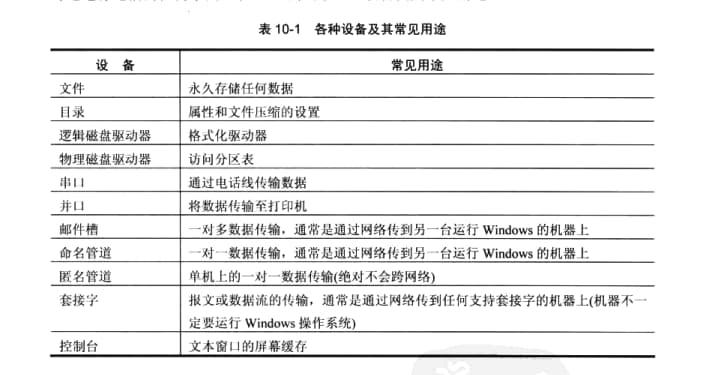 表 10-1 各种设备及其常见用途
设 备 常见用途
文件 永久存储任何数据
目录 属性和文件压缩的设置
逻辑磁盘驱动器 格式化驱动器
物理磁盘驱动器 访问分区表
串口 通过电话线传输数据
并口 将数据传输至打印机
邮件槽 一对多数据传输，通常是通过网络传到另一台运行 Windows 的机器上
命名管道 一对一数据传输，通常是通过网络传到另一台运行 Windows 的机器上
匿名管道 单机上的一对一数据传输(绝对不会跨网络)
套接字 报文或数据流的传输，通常是通过网络传到任何支持套接字的机器上(机器不一
定要运行 Windows 操作系统)
控制台 文本窗口的屏幕缓存